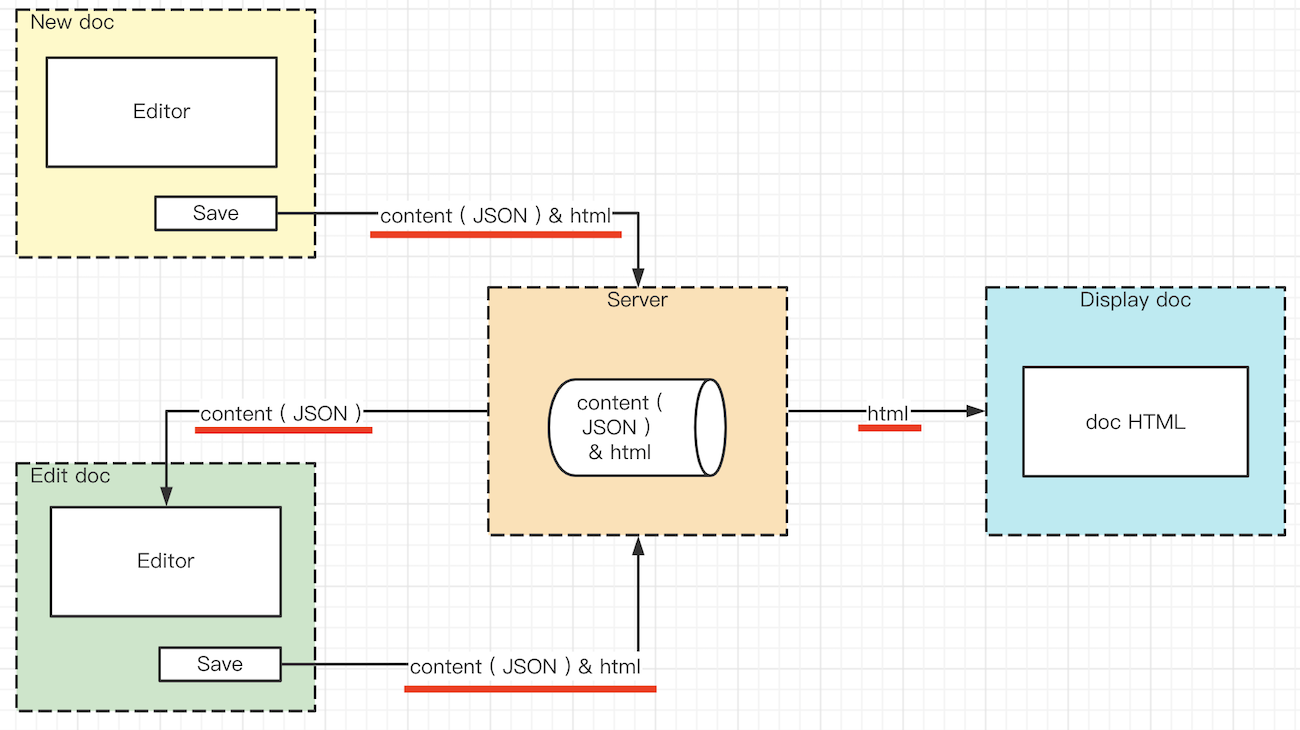 New doc
Editor
Save
content ( JSON ) & html
Server
Display doc
content (
JSON )
& html
content ( JSON )
html
doc HTML
Edit doc
Editor
Save
content ( JSON ) & html